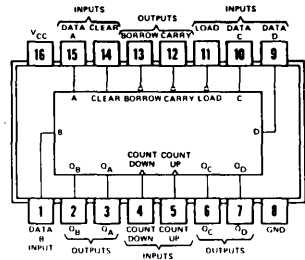 INPUTS OUTPUTS INPUTS
DATA DATA DATA
VCC A CLEAR BORROW CARRY LOAD C D
16 15 14 13 12 11 10 9
A CLEAR BORROW CARRY LOAD C
B D
COUNT COUNT
QB QA DOWN UP QC QD
1 2 3 4 5 6 7 8
DATA QB QA COUNT COUNT QC QD GND
B DOWN UP
INPUT OUTPUTS INPUTS OUTPUTS